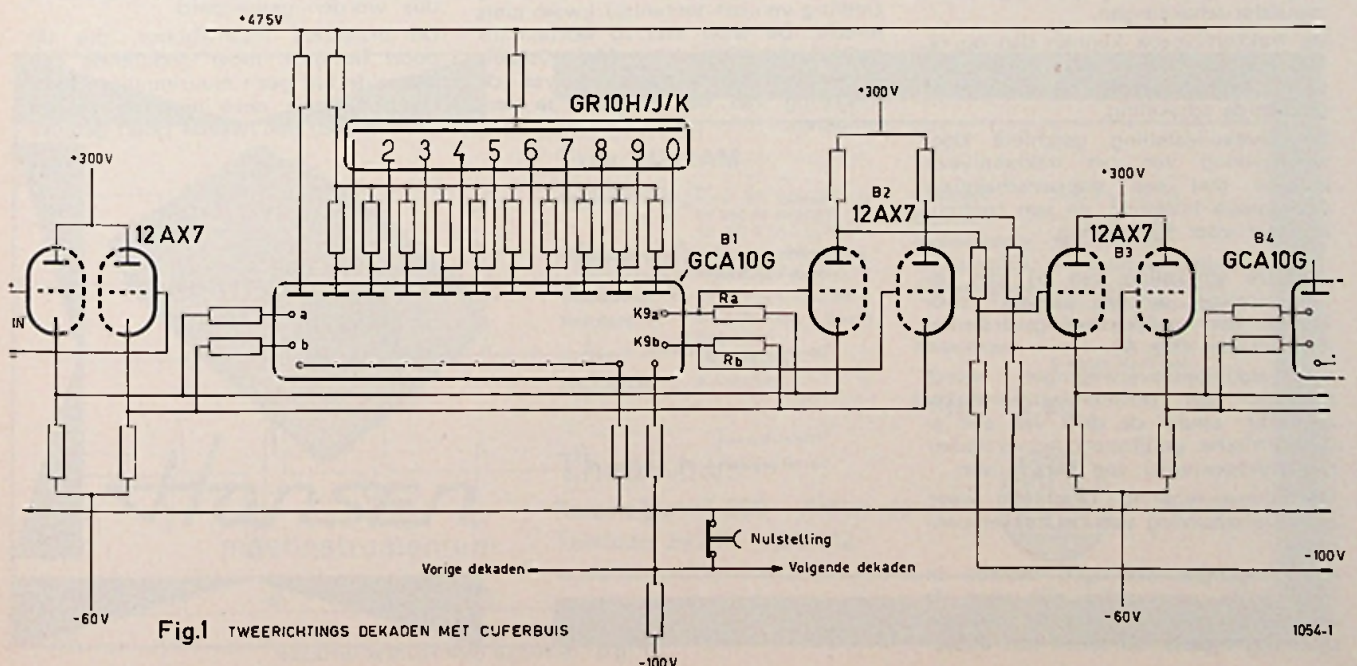 +475V
GR10H/J/K
1 2 3 4 5 6 7 8 9 0
+300V
12AX7
IN
B1
GCA10G
a
b
K9a
K9b
Ra
Rb
+300V
B2
12AX7
+300V
12AX7
B3
B4
GCA10G
Nulstelling
Vorige dekaden
Volgende dekaden
-60V
-100V
-60V
-100V
Fig.1 TWEERICHTINGS DEKADEN MET CIJFERBUIS
1054-1